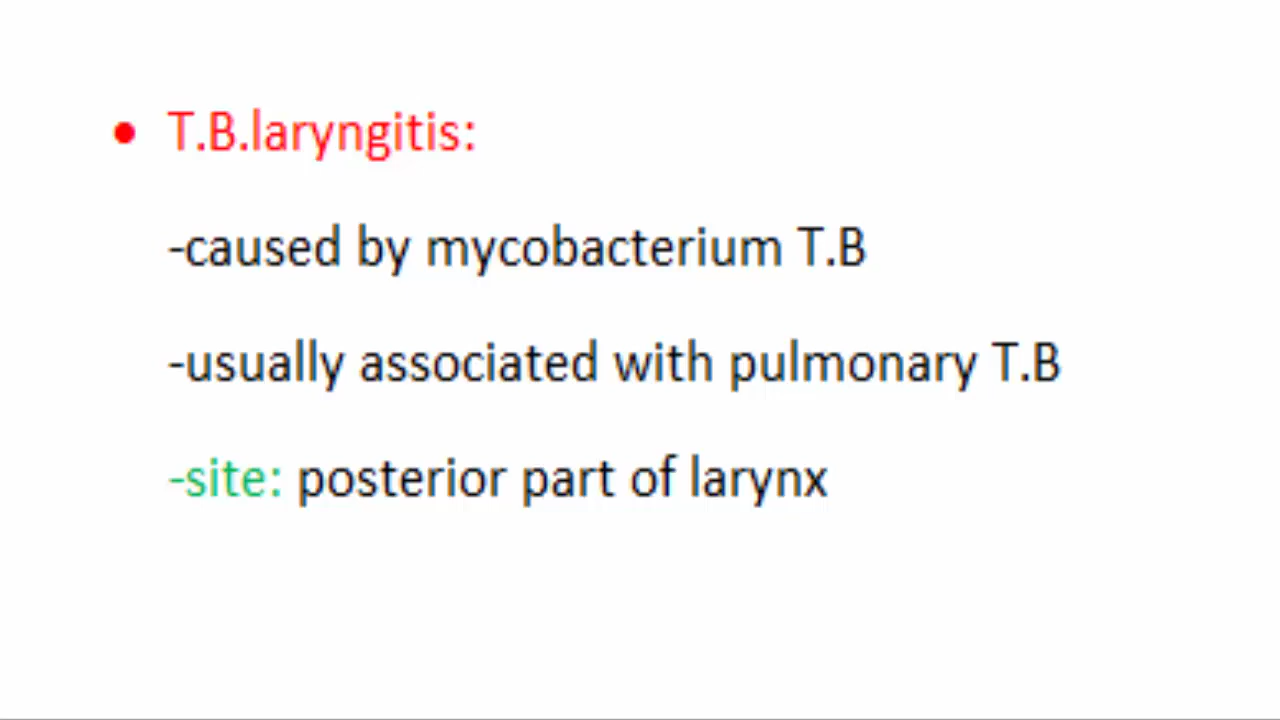 • T.B.laryngitis:
-caused by mycobacterium T.B
-usually associated with pulmonary T.B
-site: posterior part of larynx